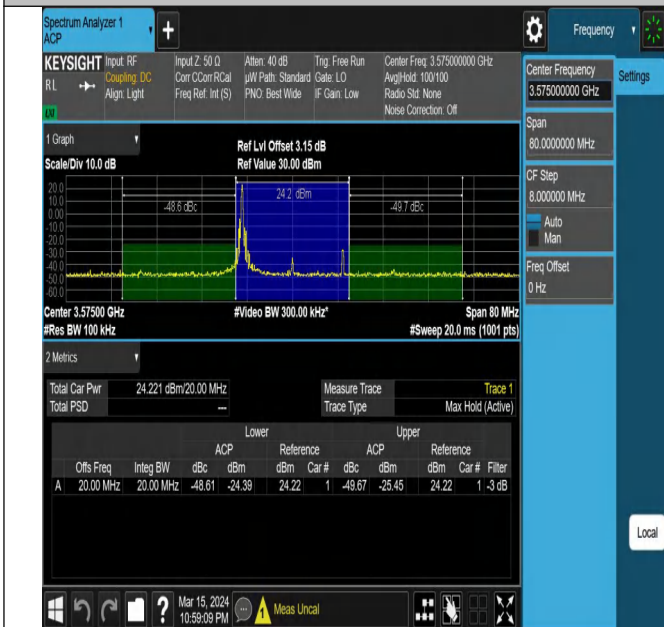 Spectrum Analyzer 1
ACP
Frequency
KEYSIGHT
RL
LXI
Input: RF
Coupling: DC
Align: Light
Input Z: 50 Ω
Corr CCorr RCal
Freq Ref: Int (S)
Atten: 40 dB
µW Path: Standard
PNO: Best Wide
Trig: Free Run
Gate: LO
IF Gain: Low
Center Freq: 3.575000000 GHz
Avg|Hold: 100/100
Radio Std: None
Noise Correction: Off
Center Frequency
3.575000000 GHz
Settings
Span
80.0000000 MHz
CF Step
8.000000 MHz
Auto
Man
Freq Offset
0 Hz
Local
1 Graph
Scale/Div 10.0 dB
Ref Lvl Offset 3.15 dB
Ref Value 30.00 dBm
20.0
10.0
0.00
-10.0
-20.0
-30.0
-40.0
-50.0
-60.0
-48.6 dBc
24.2 dBm
-49.7 dBc
Center 3.57500 GHz
#Video BW 300.00 kHz*
Span 80 MHz
#Res BW 100 kHz
#Sweep 20.0 ms (1001 pts)
2 Metrics
Total Car Pwr 24.221 dBm/20.00 MHz
Total PSD ---
Measure Trace Trace 1
Trace Type Max Hold (Active)
Lower Upper
ACP Reference ACP Reference
Offs Freq Integ BW dBc dBm dBm Car # dBc dBm dBm Car # Filter
A 20.00 MHz 20.00 MHz -48.61 -24.39 24.22 1 -49.67 -25.45 24.22 1 -3 dB
Mar 15, 2024
10:59:09 PM
Meas Uncal